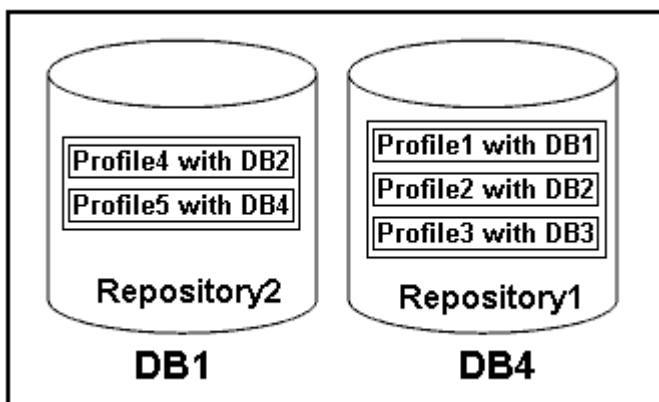 Profile4 with DB2
Profile5 with DB4
Repository2
DB1
Profile1 with DB1
Profile2 with DB2
Profile3 with DB3
Repository1
DB4